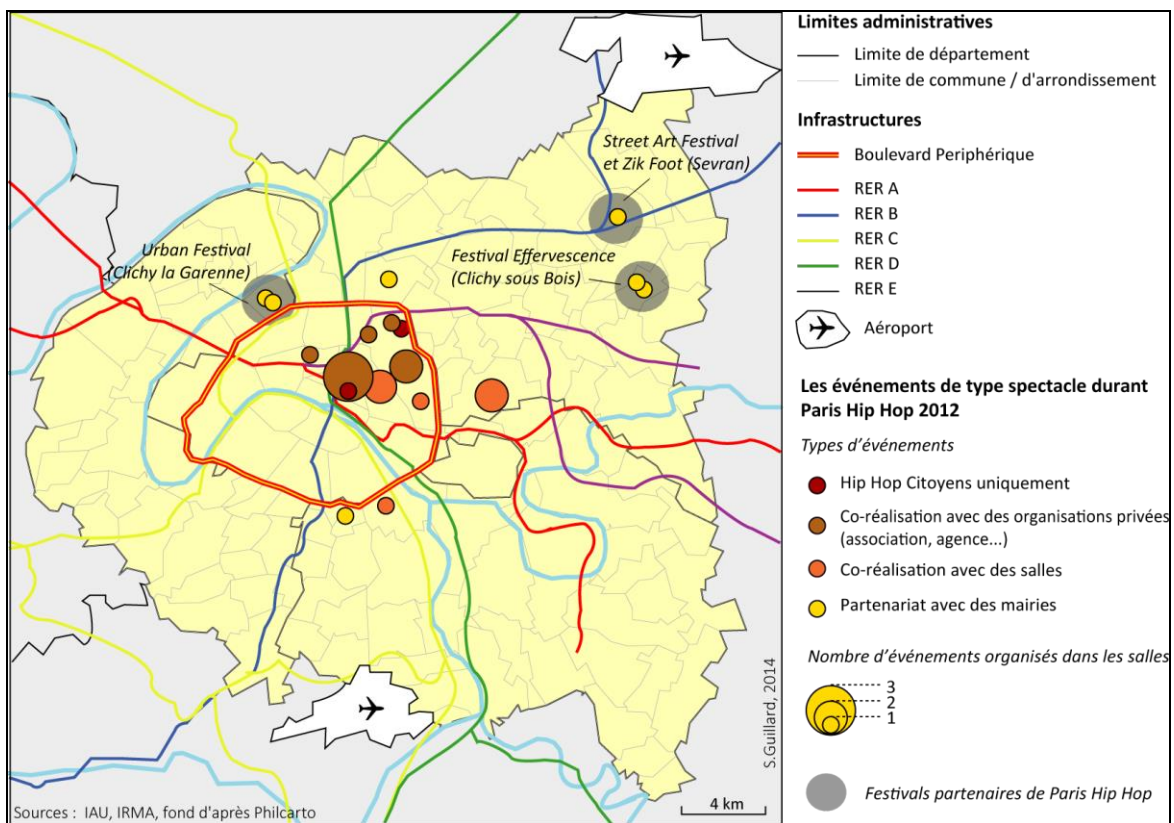 Street Art Festival
et Zik Foot (Sevran)
Urban Festival
(Clichy la Garenne)
Festival Effervescence
(Clichy sous Bois)
S.Guillard, 2014
4 km
Sources : IAU, IRMA, fond d'après Philcarto
Limites administratives
Limite de département
Limite de commune / d'arrondissement
Infrastructures
Boulevard Periphérique
RER A
RER B
RER C
RER D
RER E
Aéroport
Les événements de type spectacle durant
Paris Hip Hop 2012
Types d'événements
Hip Hop Citoyens uniquement
Co-réalisation avec des organisations privées
(association, agence...)
Co-réalisation avec des salles
Partenariat avec des mairies
Nombre d'événements organisés dans les salles
3
2
1
Festivals partenaires de Paris Hip Hop